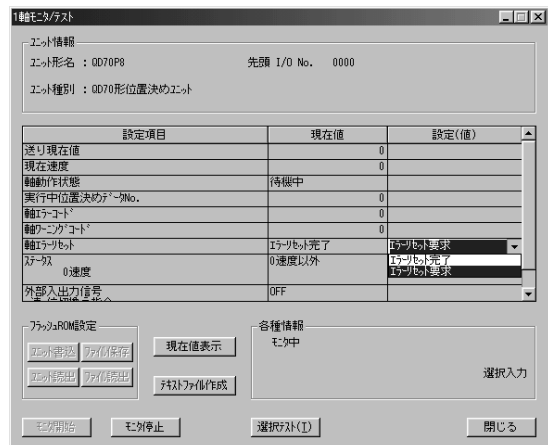 1軸ﾓﾆﾀ/ﾃｽﾄ
ﾕﾆｯﾄ情報
ﾕﾆｯﾄ形名 : QD70P8 先頭 I/O No. 0000
ﾕﾆｯﾄ種別 : QD70形位置決めﾕﾆｯﾄ
設定項目 現在値 設定(値)
送り現在値 0
現在速度 0
軸動作状態 待機中
実行中位置決めﾃﾞｰﾀNo. 0
軸ｴﾗｰｺｰﾄﾞ 0
軸ﾜｰﾆﾝｸﾞｺｰﾄﾞ 0
軸ｴﾗｰﾘｾｯﾄ ｴﾗｰﾘｾｯﾄ完了 ｴﾗｰﾘｾｯﾄ要求
ｽﾃｰﾀｽ 0速度以外 ｴﾗｰﾘｾｯﾄ完了
0速度 ｴﾗｰﾘｾｯﾄ要求
外部入出力信号 OFF
ﾌﾗｯｼｭROM設定
ﾕﾆｯﾄ書込 ﾌｧｲﾙ保存
ﾕﾆｯﾄ読出 ﾌｧｲﾙ読出
現在値表示
ﾃｷｽﾄﾌｧｲﾙ作成
各種情報
ﾓﾆﾀ中
選択入力
ﾓﾆﾀ開始 ﾓﾆﾀ停止 選択ﾃｽﾄ(T) 閉じる